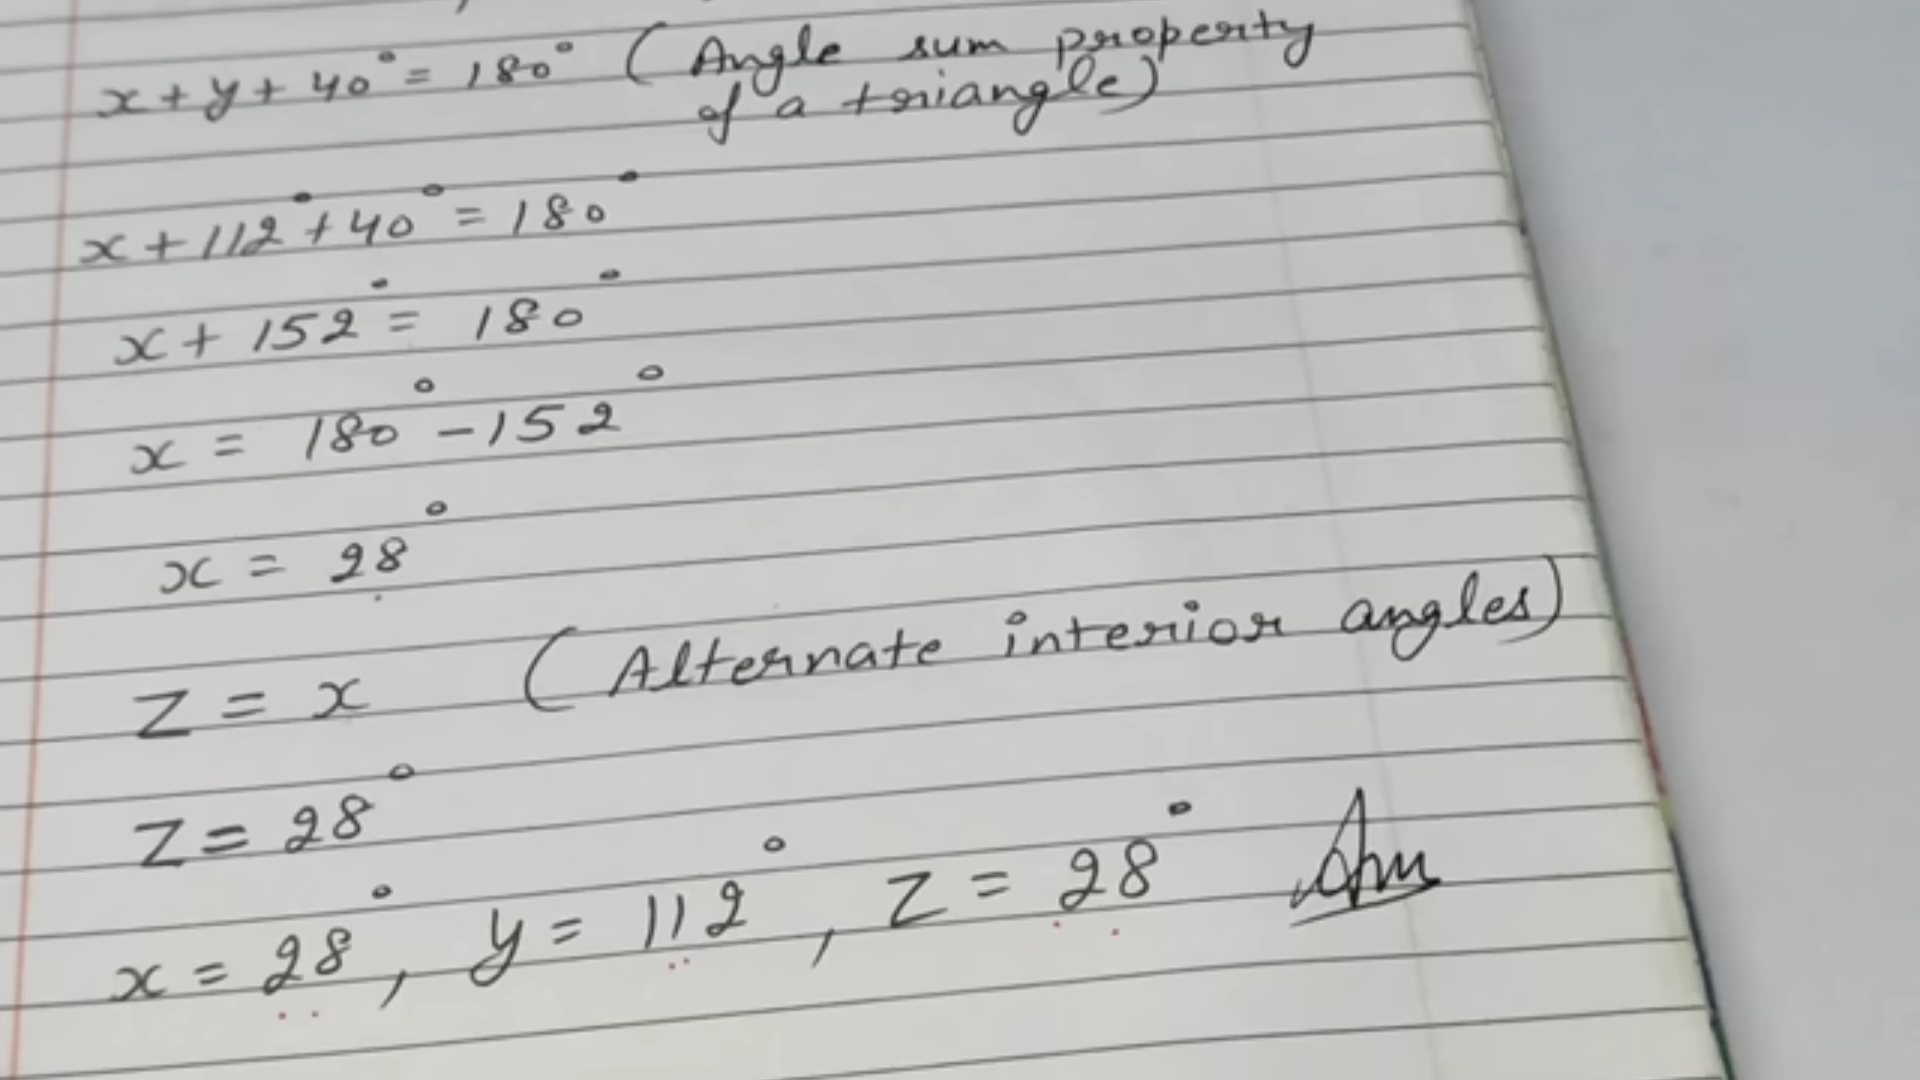 x + y + 40° = 180° (Angle sum property
of a triangle)
x + 112° + 40° = 180°
x + 152° = 180°
x = 180° - 152°
x = 28°
z = x (Alternate interior angles)
z = 28°
x = 28°, y = 112°, z = 28° Ans